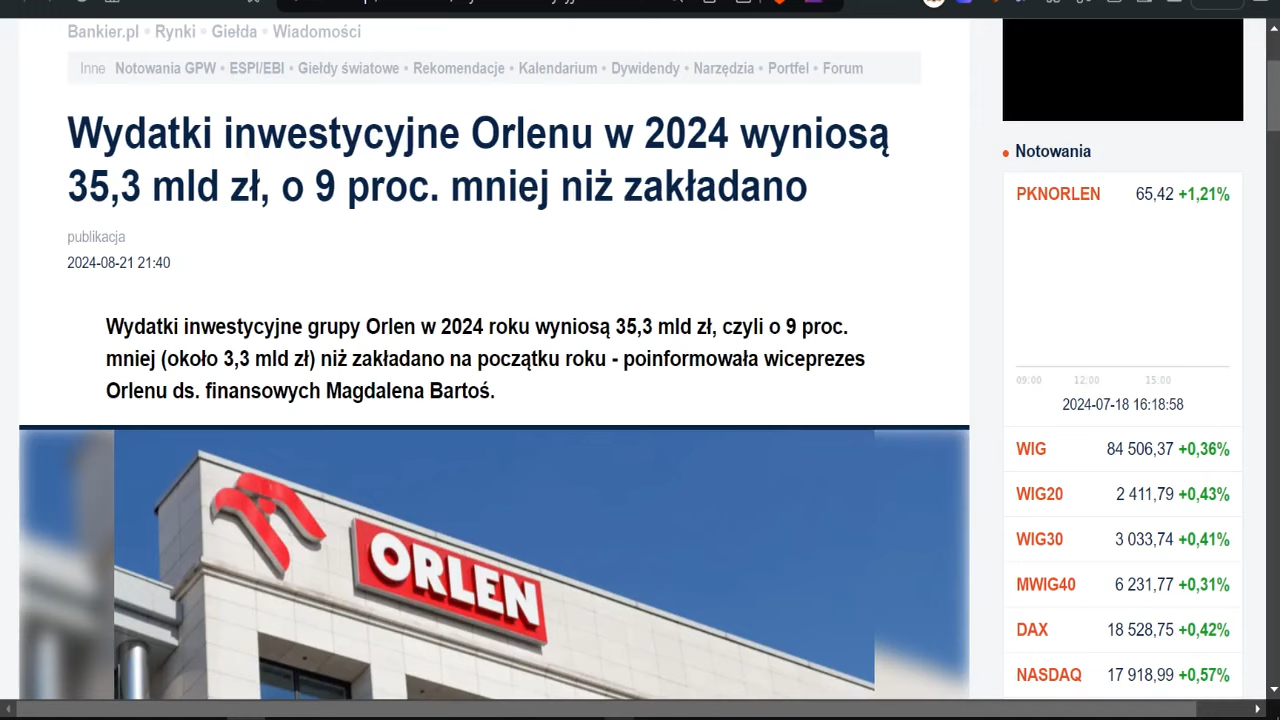 Bankier.pl • Rynki • Giełda • Wiadomości
Inne Notowania GPW • ESPI/EBI • Giełdy światowe • Rekomendacje • Kalendarium • Dywidendy • Narzędzia • Portfel • Forum
Wydatki inwestycyjne Orlenu w 2024 wyniosą
35,3 mld zł, o 9 proc. mniej niż zakładano
publikacja
2024-08-21 21:40
Wydatki inwestycyjne grupy Orlen w 2024 roku wyniosą 35,3 mld zł, czyli o 9 proc.
mniej (około 3,3 mld zł) niż zakładano na początku roku - poinformowała wiceprezes
Orlenu ds. finansowych Magdalena Bartoś.
ORLEN
Notowania
PKNORLEN 65,42 +1,21%
09:00 12:00 15:00
2024-07-18 16:18:58
WIG 84 506,37 +0,36%
WIG20 2 411,79 +0,43%
WIG30 3 033,74 +0,41%
MWIG40 6 231,77 +0,31%
DAX 18 528,75 +0,42%
NASDAQ 17 918,99 +0,57%